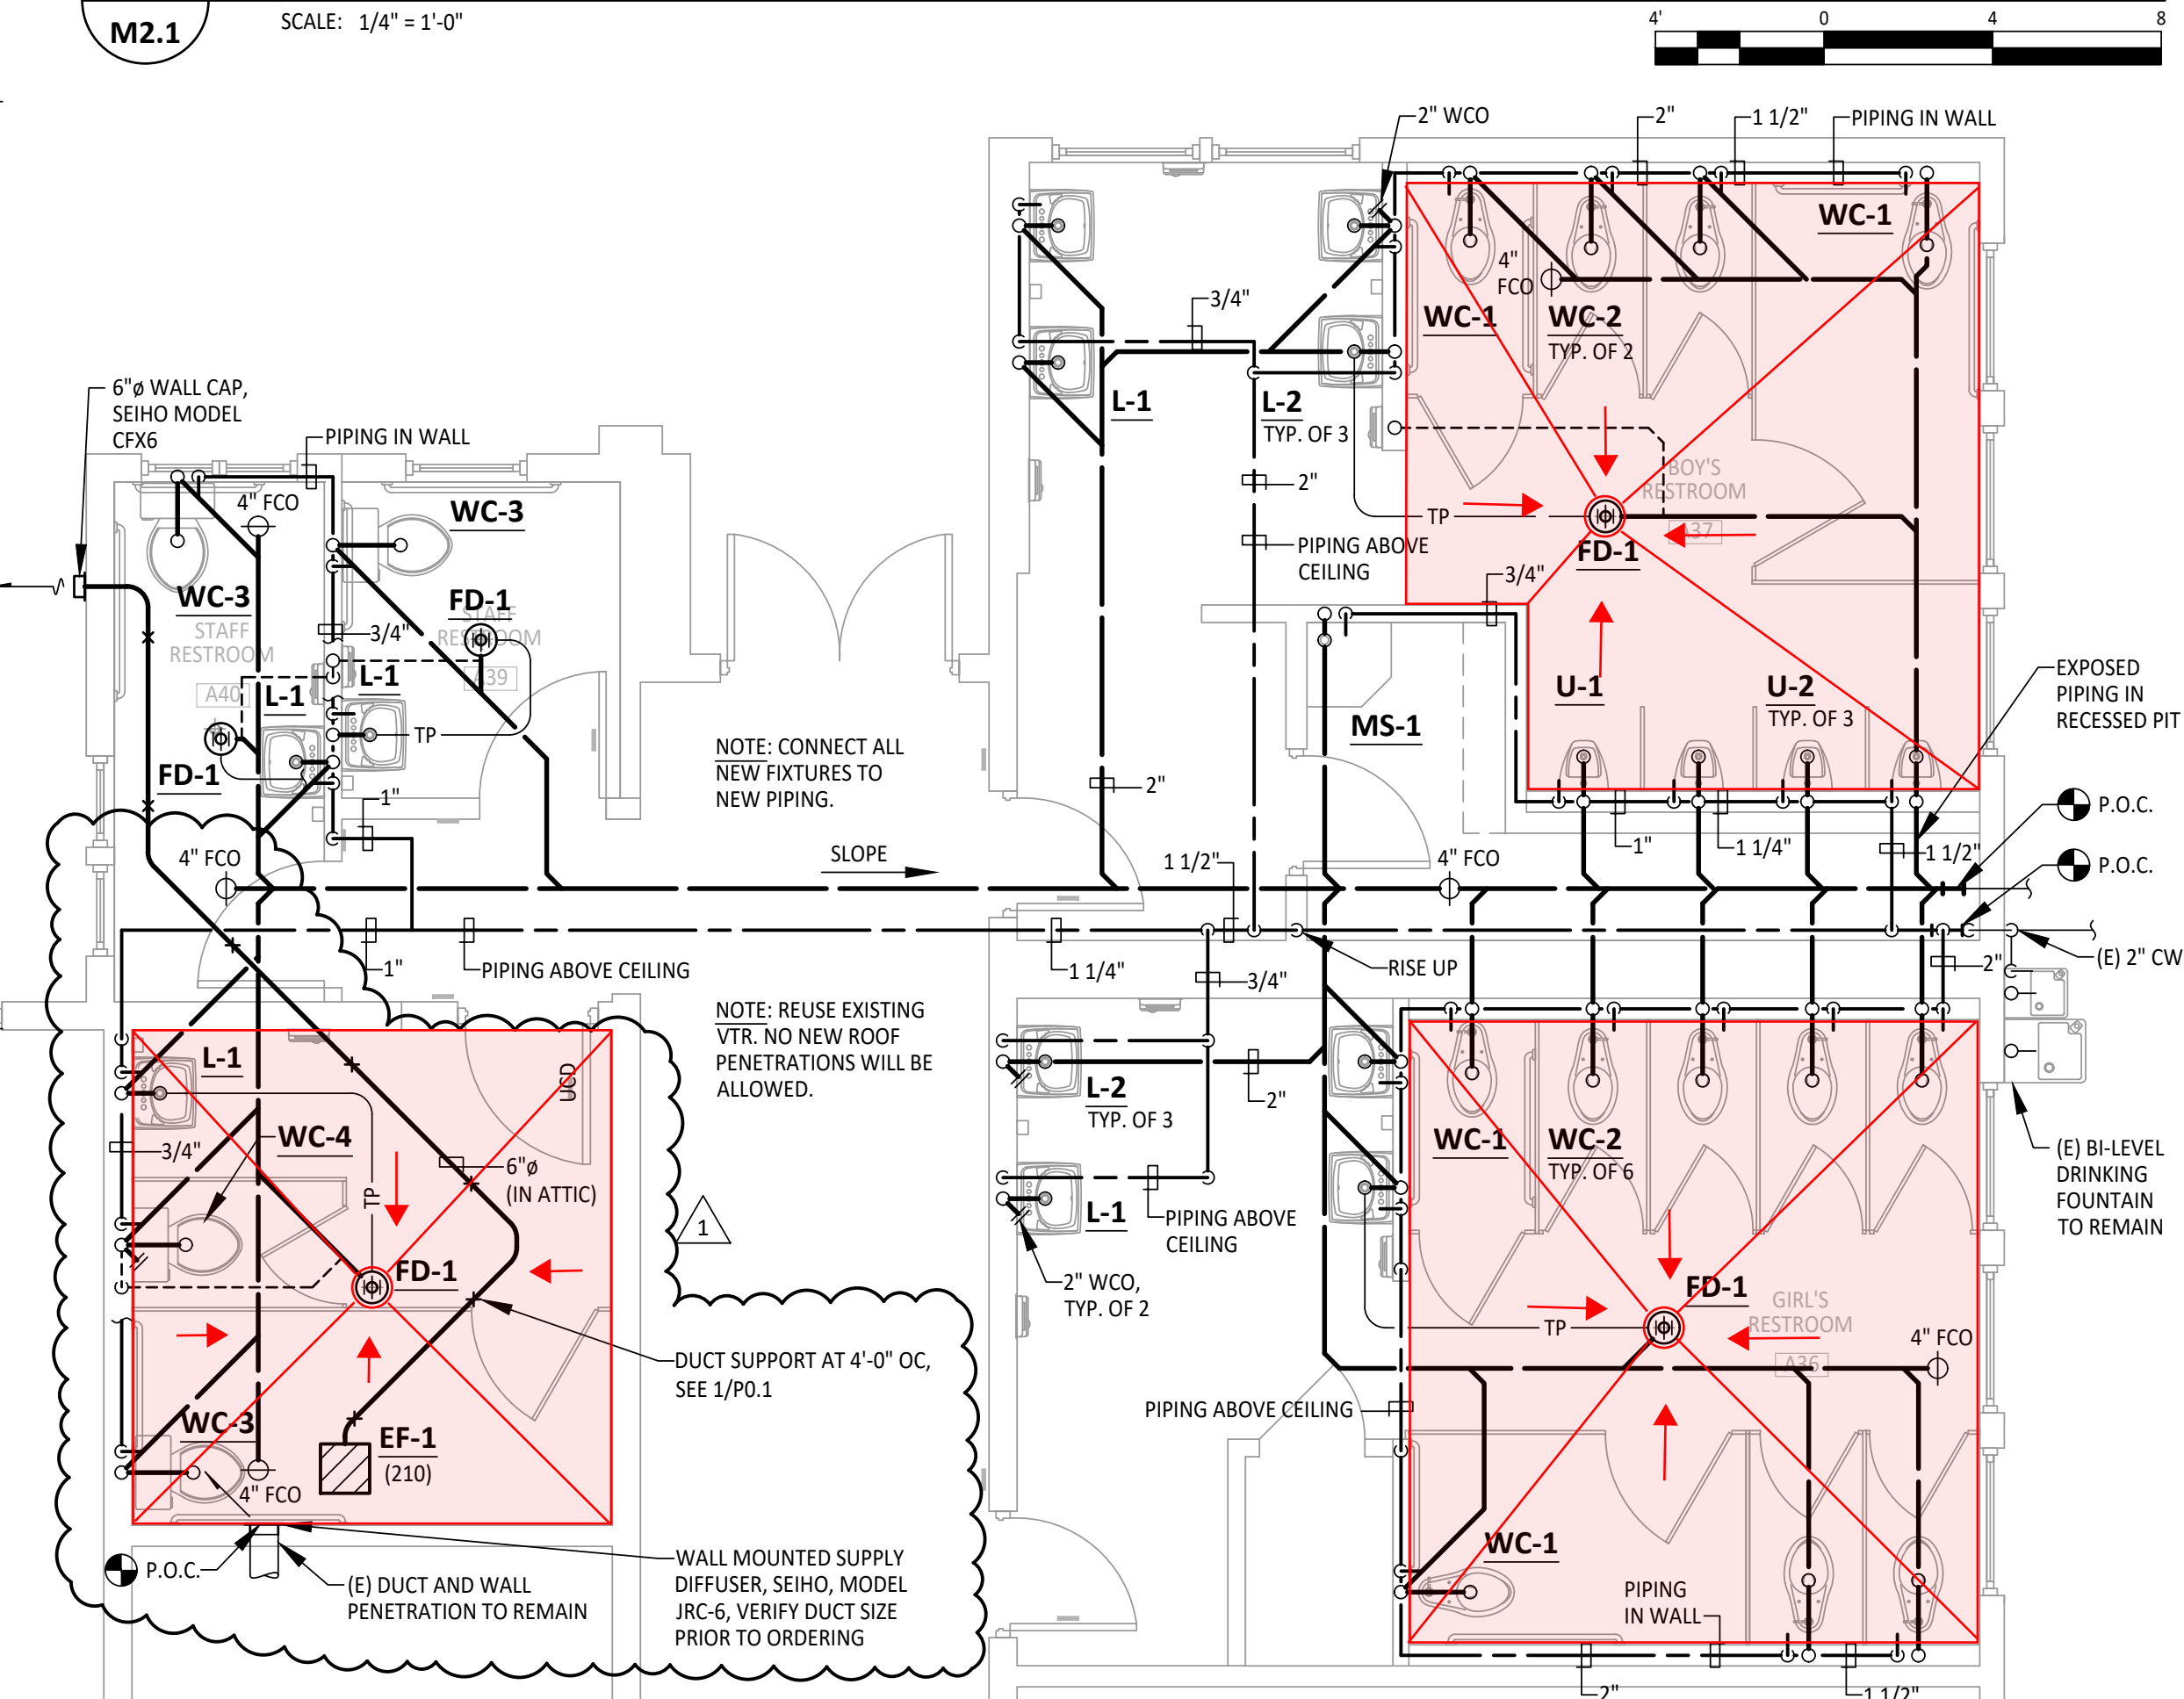 M2.1
SCALE: 1/4" = 1'-0"
4'
0
4
8
2" WCO
2"
1 1/2"
PIPING IN WALL
WC-1
4"
FCO
WC-1
WC-2
TYP. OF 2
3/4"
L-1
L-2
TYP. OF 3
6"ø WALL CAP,
SEIHO MODEL
CFX6
PIPING IN WALL
4" FCO
WC-3
2"
BOY'S
RESTROOM
A37
TP
FD-1
PIPING ABOVE
CEILING
3/4"
WC-3
STAFF
RESTROOM
A40
3/4"
FD-1
STAFF
RESTROOM
A39
L-1
L-1
TP
FD-1
U-1
U-2
TYP. OF 3
MS-1
EXPOSED
PIPING IN
RECESSED PIT
NOTE: CONNECT ALL
NEW FIXTURES TO
NEW PIPING.
1"
2"
P.O.C.
4" FCO
SLOPE
1 1/2"
4" FCO
1"
1 1/4"
1 1/2"
P.O.C.
1"
PIPING ABOVE CEILING
1 1/4"
3/4"
RISE UP
2"
(E) 2" CW
NOTE: REUSE EXISTING
VTR. NO NEW ROOF
PENETRATIONS WILL BE
ALLOWED.
L-1
UCD
L-2
TYP. OF 3
2"
WC-4
3/4"
TP
6"ø
(IN ATTIC)
1
WC-1
WC-2
TYP. OF 6
(E) BI-LEVEL
DRINKING
FOUNTAIN
TO REMAIN
L-1
PIPING ABOVE
CEILING
FD-1
2" WCO,
TYP. OF 2
TP
FD-1
GIRL'S
RESTROOM
A36
4" FCO
DUCT SUPPORT AT 4'-0" OC,
SEE 1/P0.1
PIPING ABOVE CEILING
WC-3
EF-1
(210)
4" FCO
WC-1
PIPING
IN WALL
P.O.C.
(E) DUCT AND WALL
PENETRATION TO REMAIN
WALL MOUNTED SUPPLY
DIFFUSER, SEIHO, MODEL
JRC-6, VERIFY DUCT SIZE
PRIOR TO ORDERING
2"
1 1/2"